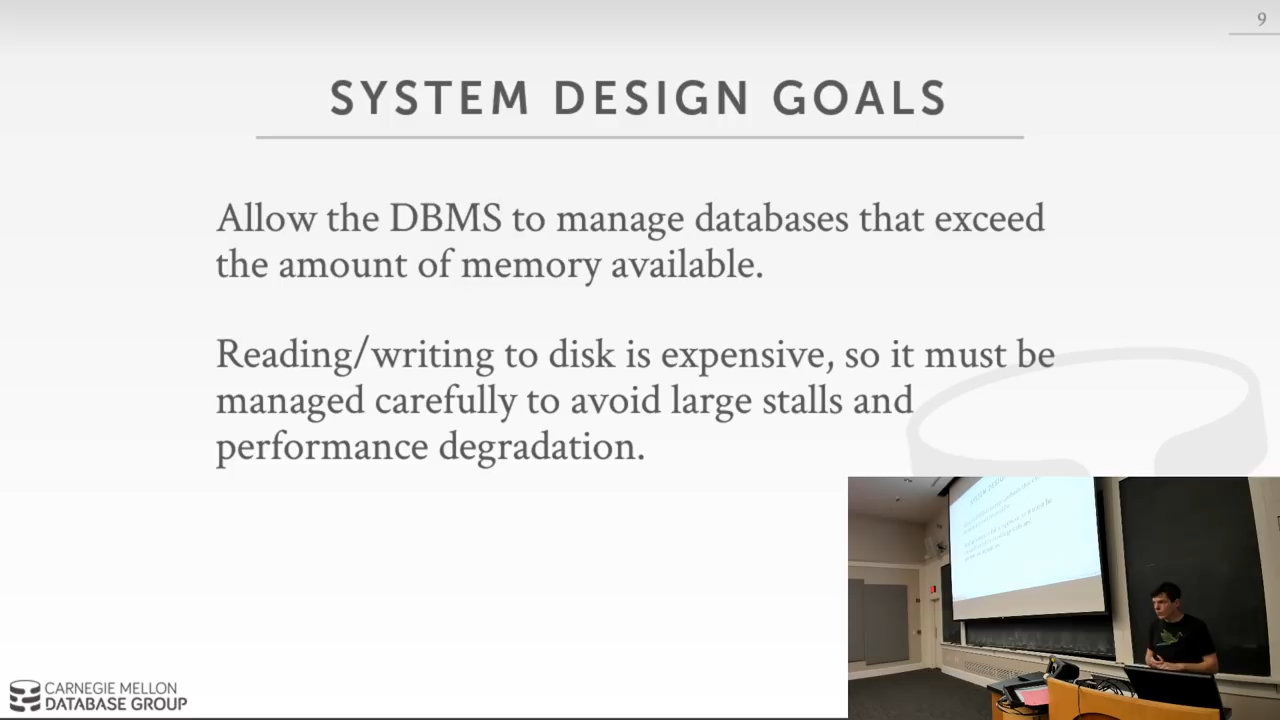 9
SYSTEM DESIGN GOALS
Allow the DBMS to manage databases that exceed
the amount of memory available.
Reading/writing to disk is expensive, so it must be
managed carefully to avoid large stalls and
performance degradation.
CARNEGIE MELLON
DATABASE GROUP